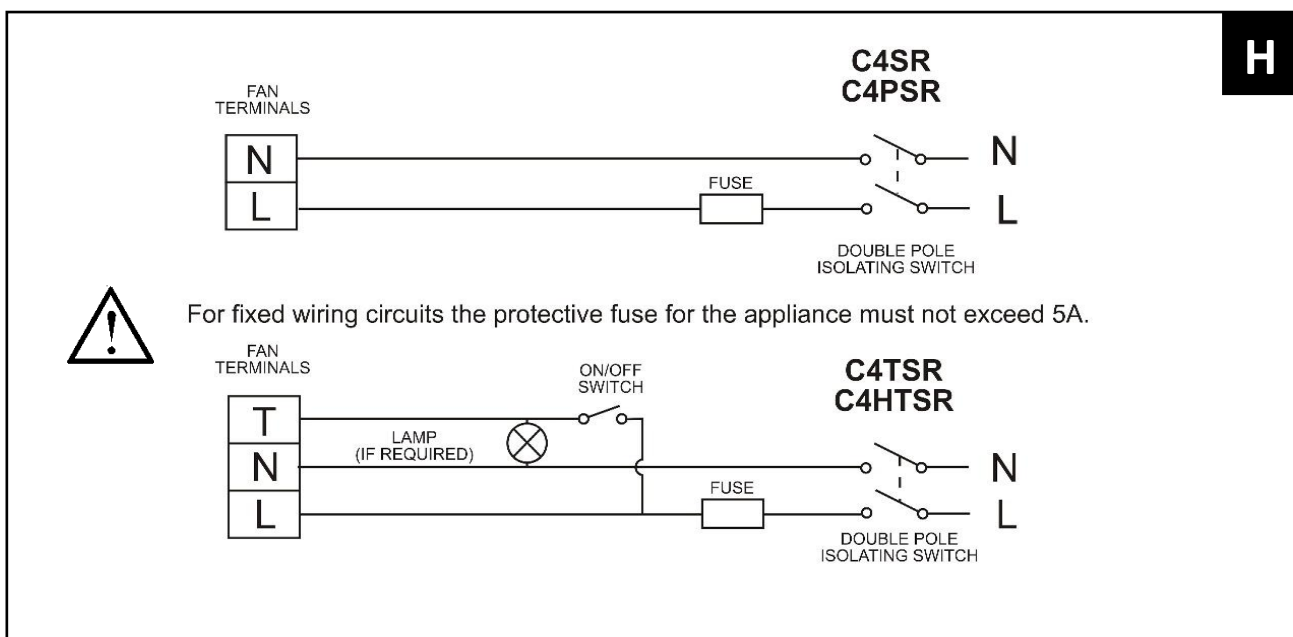 H
C4SR
C4PSR
FAN
TERMINALS
N
N
FUSE
L
L
DOUBLE POLE
ISOLATING SWITCH
For fixed wiring circuits the protective fuse for the appliance must not exceed 5A.
FAN
TERMINALS
ON/OFF
SWITCH
C4TSR
C4HTSR
T
LAMP
(IF REQUIRED)
N
N
FUSE
L
L
DOUBLE POLE
ISOLATING SWITCH